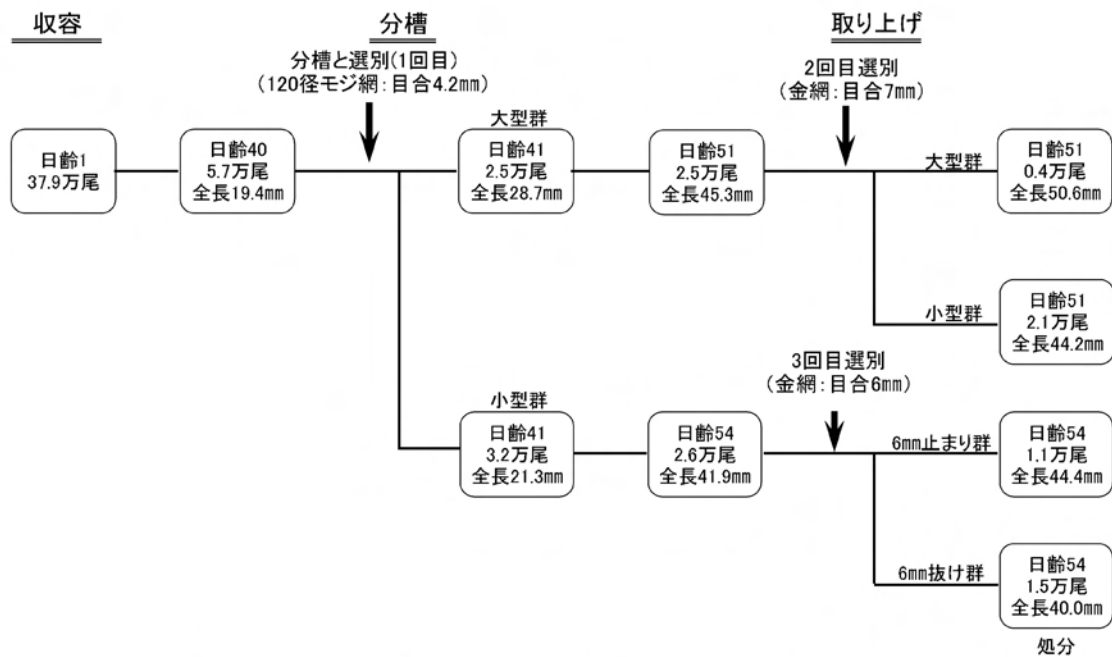 収容
分槽
取り上げ
分槽と選別(1回目)
(120径モジ網:目合4.2㎜)
2回目選別
(金網:目合7㎜)
日齢1
37.9万尾
日齢40
5.7万尾
全長19.4㎜
大型群
日齢41
2.5万尾
全長28.7㎜
日齢51
2.5万尾
全長45.3㎜
大型群
日齢51
0.4万尾
全長50.6㎜
小型群
日齢51
2.1万尾
全長44.2㎜
3回目選別
(金網:目合6㎜)
小型群
日齢41
3.2万尾
全長21.3㎜
日齢54
2.6万尾
全長41.9㎜
6㎜止まり群
日齢54
1.1万尾
全長44.4㎜
6㎜抜け群
日齢54
1.5万尾
全長40.0㎜
処分